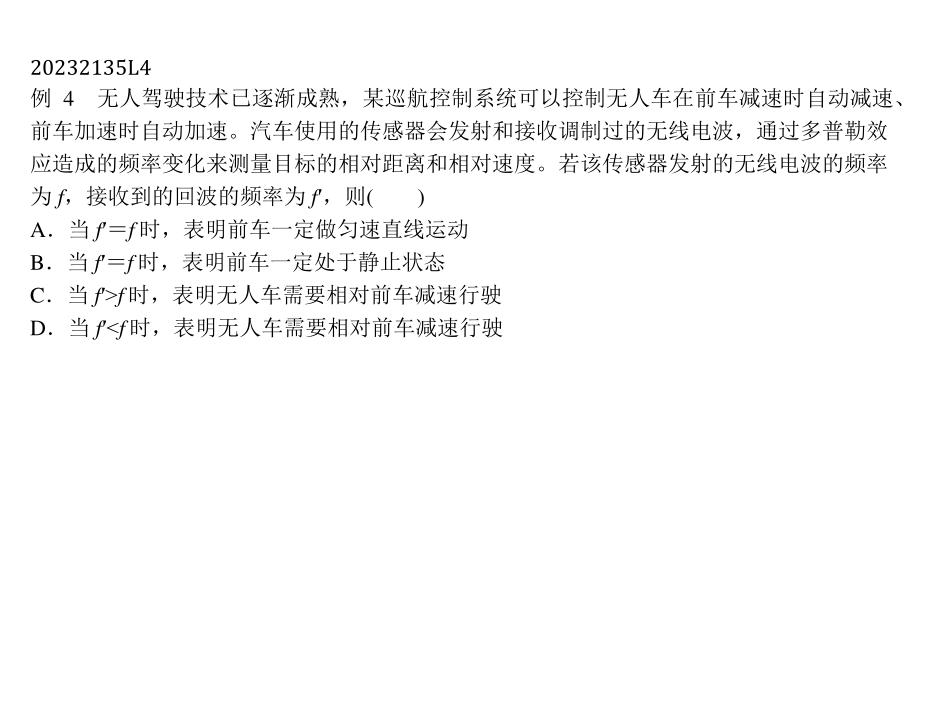 20232135L4
例 4　无人驾驶技术已逐渐成熟，某巡航控制系统可以控制无人车在前车减速时自动减速、
前车加速时自动加速。汽车使用的传感器会发射和接收调制过的无线电波，通过多普勒效
应造成的频率变化来测量目标的相对距离和相对速度。若该传感器发射的无线电波的频率
为 f，接收到的回波的频率为 f′，则(　　)
A．当 f′＝f 时，表明前车一定做匀速直线运动
B．当 f′＝f 时，表明前车一定处于静止状态
C．当 f′>f 时，表明无人车需要相对前车减速行驶
D．当 f′<f 时，表明无人车需要相对前车减速行驶